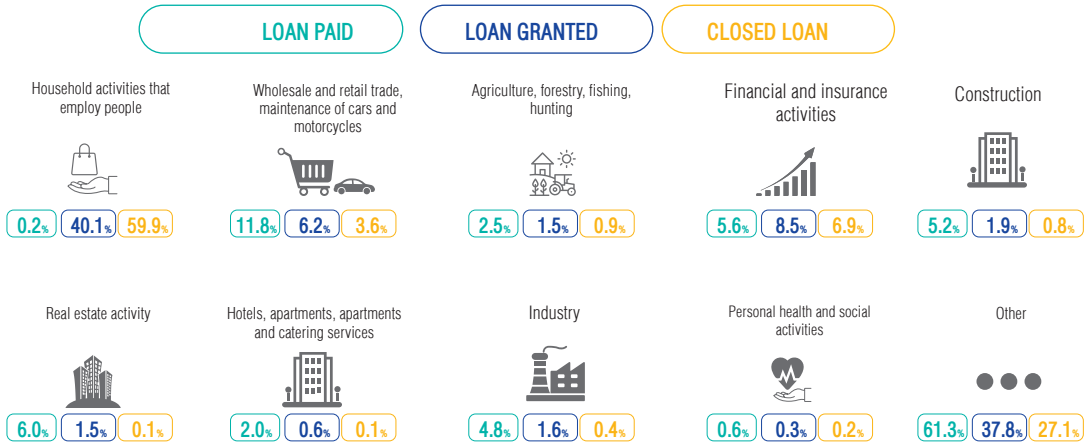 LOAN PAID
LOAN GRANTED
CLOSED LOAN
Household activities that
employ people
0.2% 40.1% 59.9%
Wholesale and retail trade,
maintenance of cars and
motorcycles
11.8% 6.2% 3.6%
Agriculture, forestry, fishing,
hunting
2.5% 1.5% 0.9%
Financial and insurance
activities
5.6% 8.5% 6.9%
Construction
5.2% 1.9% 0.8%
Real estate activity
6.0% 1.5% 0.1%
Hotels, apartments, apartments
and catering services
2.0% 0.6% 0.1%
Industry
4.8% 1.6% 0.4%
Personal health and social
activities
0.6% 0.3% 0.2%
Other
61.3% 37.8% 27.1%